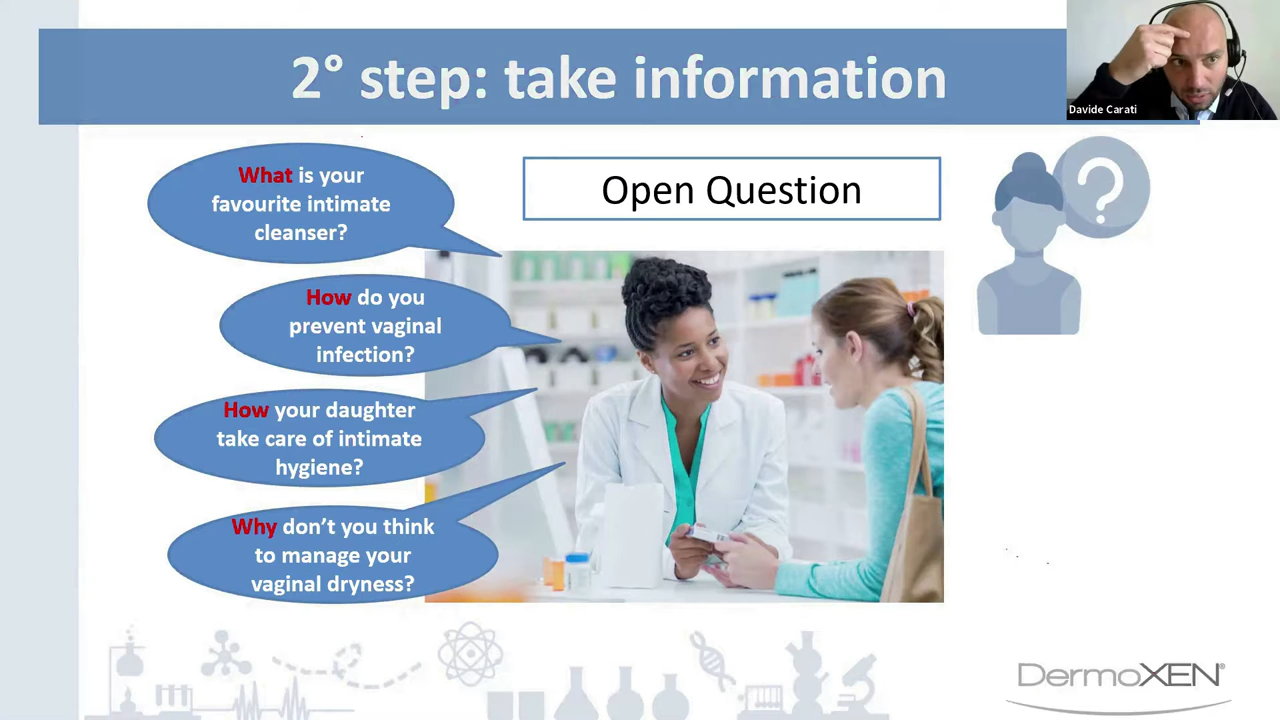 2° step: take information
Davide Carati
What is your
favourite intimate
cleanser?
Open Question
?
How do you
prevent vaginal
infection?
How your daughter
take care of intimate
hygiene?
Why don't you think
to manage your
vaginal dryness?
DermoXEN®